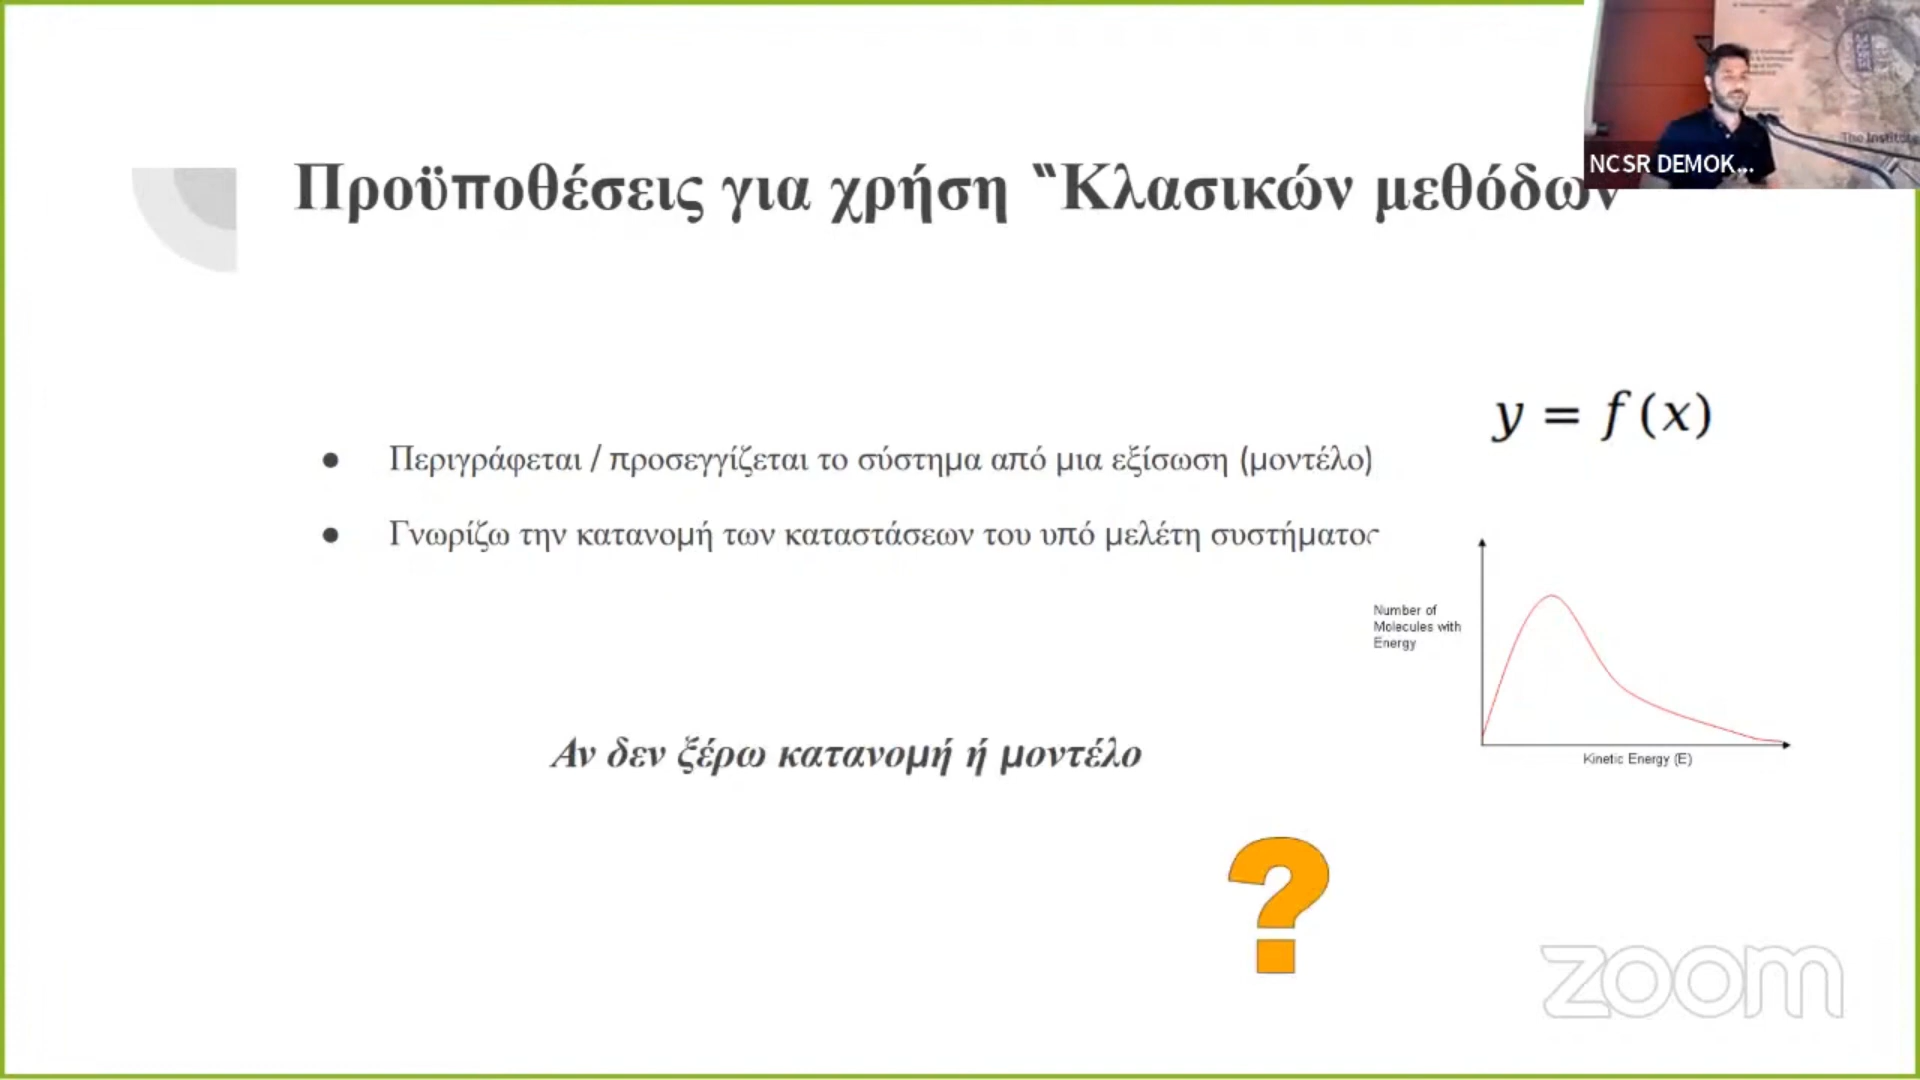 Προϋποθέσεις για χρήση “Κλασικών μεθόδων
NCSR DEMOK...
y = f(x)
● Περιγράφεται / προσεγγίζεται το σύστημα από μια εξίσωση (μοντέλο)
● Γνωρίζω την κατανομή των καταστάσεων του υπό μελέτη συστήματος
Number of
Molecules with
Energy
Kinetic Energy (E)
Αν δεν ξέρω κατανομή ή μοντέλο
?
zoom